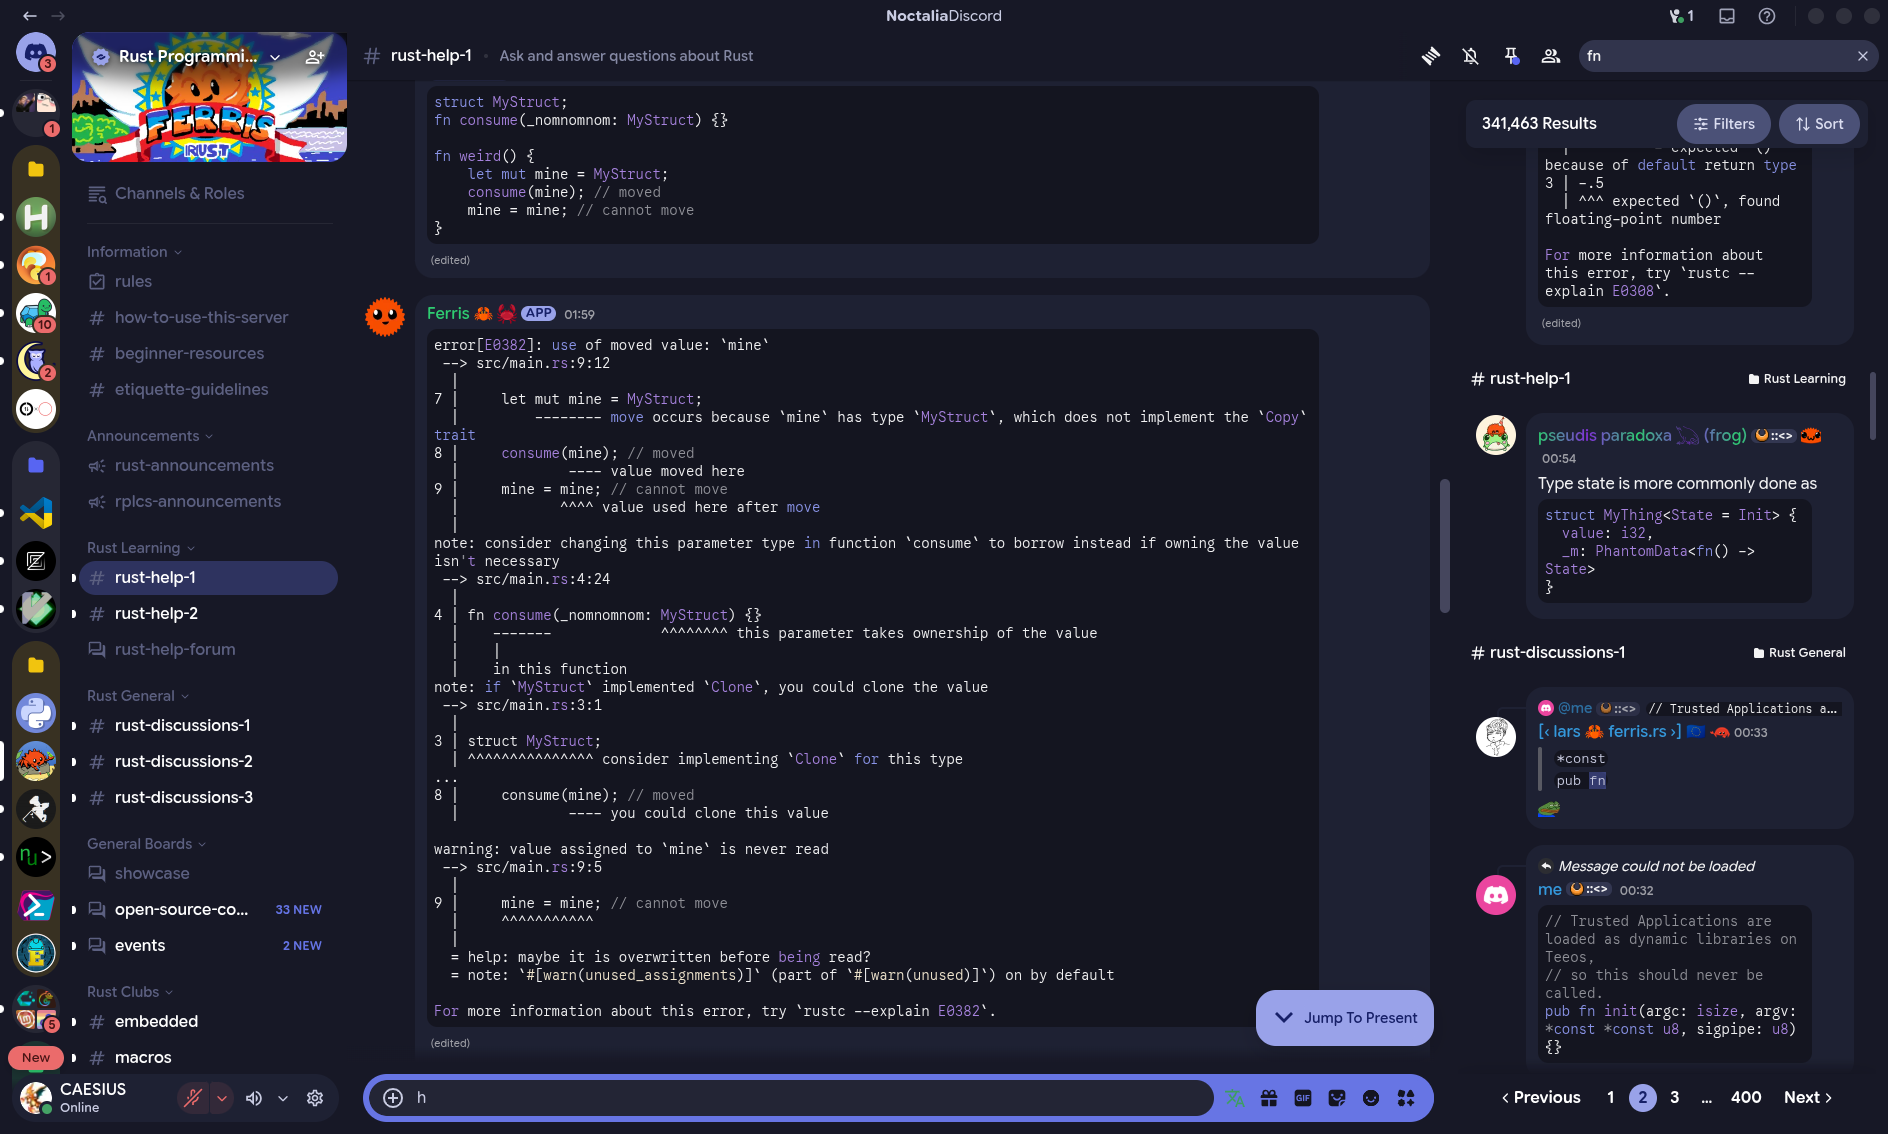 NoctaliaDiscord
1
3
Rust Programmi...
FERRIS
RUST
# rust-help-1
Ask and answer questions about Rust
fn
1
1
10
2
5
New
Channels & Roles
Information
rules
how-to-use-this-server
beginner-resources
etiquette-guidelines
Announcements
rust-announcements
rplcs-announcements
Rust Learning
rust-help-1
rust-help-2
rust-help-forum
Rust General
rust-discussions-1
rust-discussions-2
rust-discussions-3
General Boards
showcase
open-source-co... 33 NEW
events 2 NEW
Rust Clubs
embedded
macros
CAESIUS
Online
struct MyStruct;
fn consume(_nomnomnom: MyStruct) {}
fn weird() {
    let mut mine = MyStruct;
    consume(mine); // moved
    mine = mine; // cannot move
}
(edited)
Ferris 🦀 APP 01:59
error[E0382]: use of moved value: `mine`
 --> src/main.rs:9:12
  |
7 |     let mut mine = MyStruct;
  |         -------- move occurs because `mine` has type `MyStruct`, which does not implement the `Copy`
trait
8 |     consume(mine); // moved
  |             ---- value moved here
9 |     mine = mine; // cannot move
  |            ^^^^ value used here after move
  |
note: consider changing this parameter type in function `consume` to borrow instead if owning the value
isn't necessary
 --> src/main.rs:4:24
  |
4 | fn consume(_nomnomnom: MyStruct) {}
  |    -------             ^^^^^^^^ this parameter takes ownership of the value
  |    |
  |    in this function
note: if `MyStruct` implemented `Clone`, you could clone the value
 --> src/main.rs:3:1
  |
3 | struct MyStruct;
  | ^^^^^^^^^^^^^^^ consider implementing `Clone` for this type
...
8 |     consume(mine); // moved
  |             ---- you could clone this value
warning: value assigned to `mine` is never read
 --> src/main.rs:9:5
  |
9 |     mine = mine; // cannot move
  |     ^^^^^^^^^^^
  |
  = help: maybe it is overwritten before being read?
  = note: `#[warn(unused_assignments)]` (part of `#[warn(unused)]`) on by default
For more information about this error, try `rustc --explain E0382`.
(edited)
Jump To Present
h
GIF
341,463 Results
Filters
Sort
because of default return type
3 | -.5
  | ^^^ expected `()`, found
floating-point number
For more information about
this error, try `rustc --
explain E0308`.
(edited)
# rust-help-1
Rust Learning
pseudis paradoxa (frog) ::<>
00:54
Type state is more commonly done as
struct MyThing<State = Init> {
  value: i32,
  _m: PhantomData<fn() ->
State>
}
# rust-discussions-1
Rust General
@me ::<> // Trusted Applications a...
[‹ lars 🦀 ferris.rs ›] 00:33
*const
pub fn
Message could not be loaded
me ::<> 00:32
// Trusted Applications are
loaded as dynamic libraries on
Teeos,
// so this should never be
called.
pub fn init(argc: isize, argv:
*const *const u8, sigpipe: u8)
{}
Previous 1 2 3 ... 400 Next